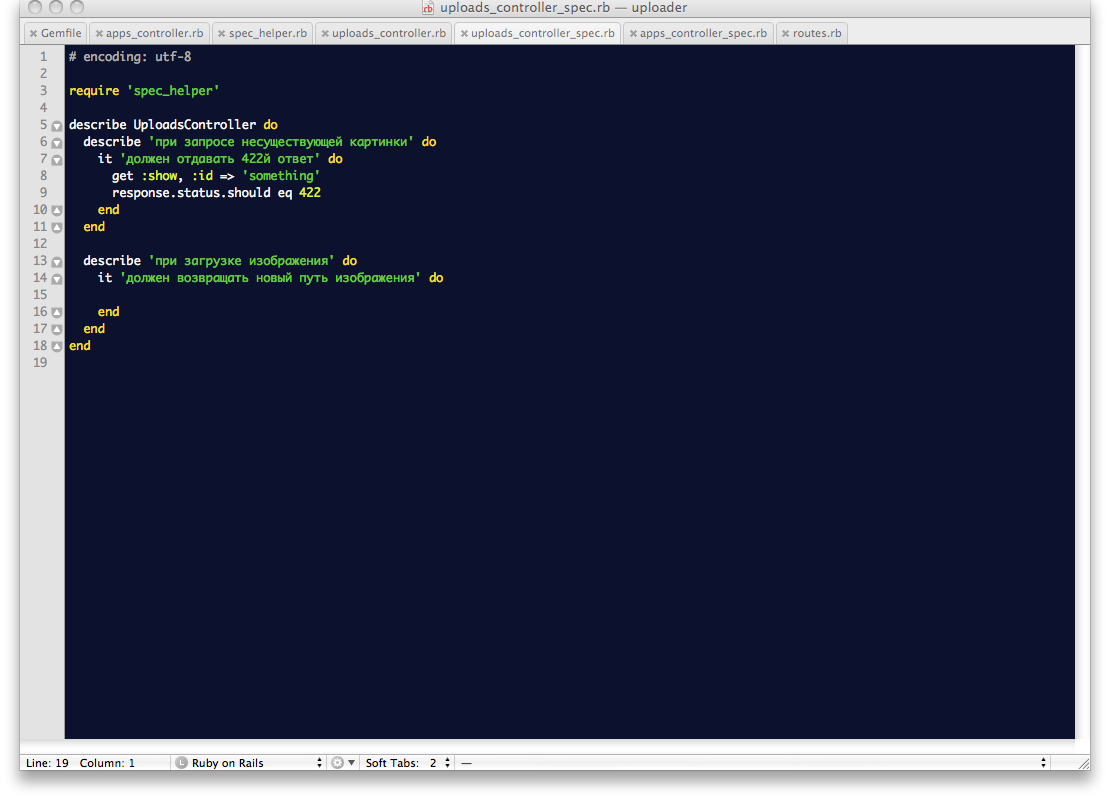 uploads_controller_spec.rb — uploader
Gemfile apps_controller.rb spec_helper.rb uploads_controller.rb uploads_controller_spec.rb apps_controller_spec.rb routes.rb
1 # encoding: utf-8
2
3 require 'spec_helper'
4
5 describe UploadsController do
6 describe 'при запросе несуществующей картинки' do
7 it 'должен отдавать 422й ответ' do
8 get :show, :id => 'something'
9 response.status.should eq 422
10 end
11 end
12
13 describe 'при загрузке изображения' do
14 it 'должен возвращать новый путь изображения' do
15
16 end
17 end
18 end
19
Line: 19 Column: 1 L Ruby on Rails Soft Tabs: 2 —